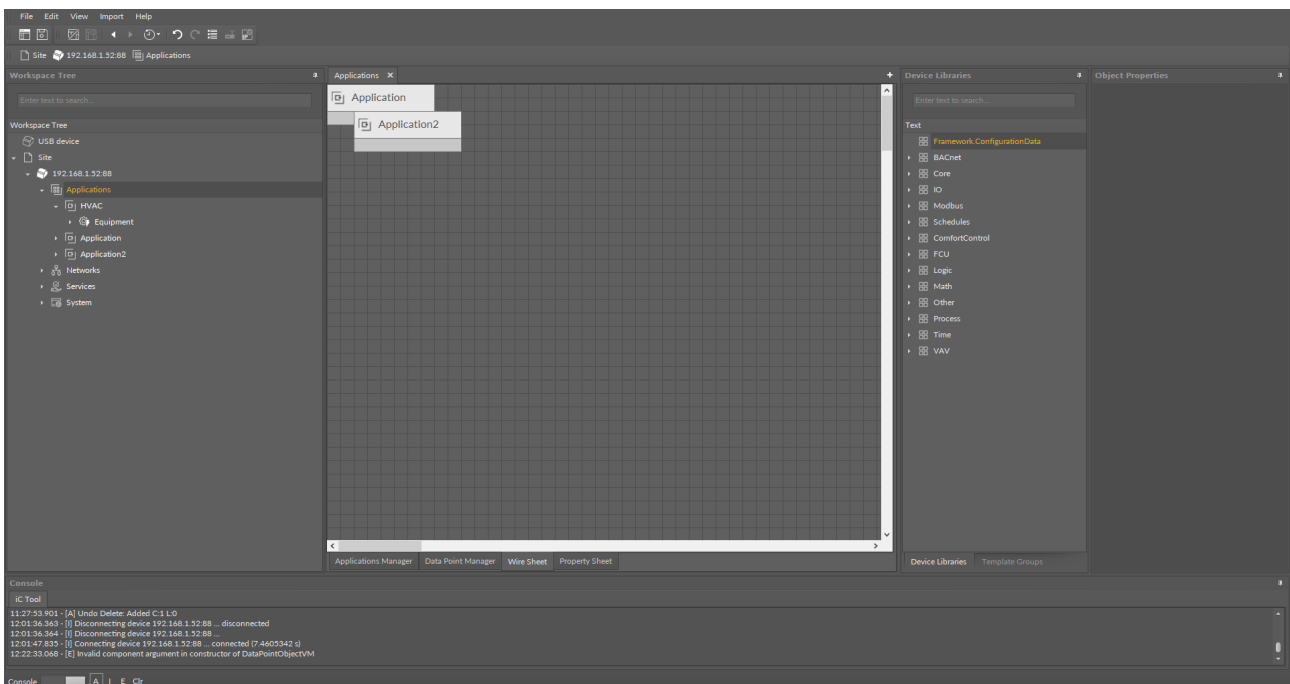 File Edit View Import Help
Site 192.168.1.52:88 Applications
Workspace Tree
Enter text to search...
Workspace Tree
USB device
Site
192.168.1.52:88
Applications
HVAC
Equipment
Application
Application2
Networks
Services
System
Applications
Application
Application2
Applications Manager Data Point Manager Wire Sheet Property Sheet
Device Libraries
Enter text to search...
Text
Framework.ConfigurationData
BACnet
Core
IO
Modbus
Schedules
ComfortControl
FCU
Logic
Math
Other
Process
Time
VAV
Device Libraries Template Groups
Object Properties
Console
iC Tool
11:27:53.901 - [A] Undo Delete: Added C:1 L:0
12:01:36.363 - [I] Disconnecting device 192.168.1.52:88 ... disconnected
12:01:36.364 - [I] Disconnecting device 192.168.1.52:88 ...
12:01:47.835 - [I] Connecting device 192.168.1.52:88 ... connected (7.4605342 s)
12:22:33.068 - [E] Invalid component argument in constructor of DataPointObjectVM
Console A I E Clr